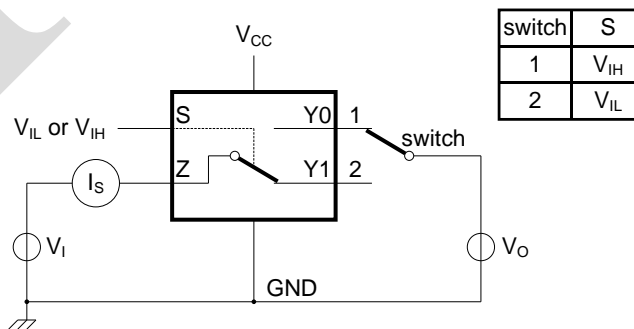 switch S
1 VIH
2 VIL
VCC
S Y0 1
VIL or VIH
switch
Z Y1 2
IS
VI
VO
GND